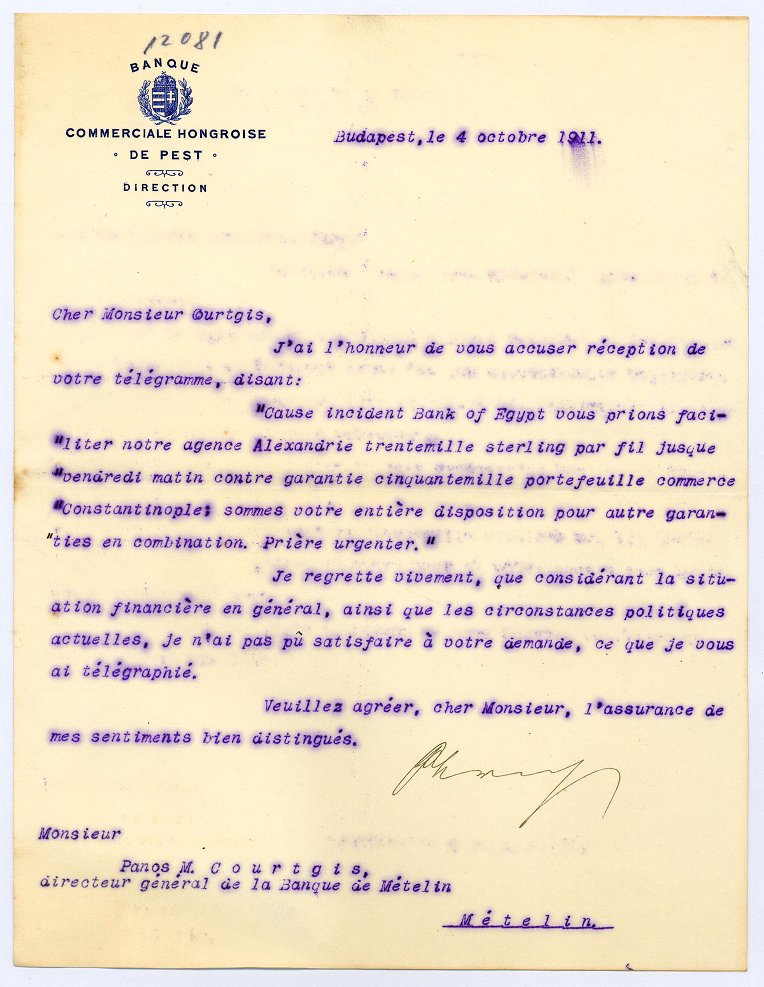 12081
BANQUE
COMMERCIALE HONGROISE
• DE PEST •
DIRECTION
Budapest, le 4 octobre 1911.
Cher Monsieur Courtgis,
J'ai l'honneur de vous accuser réception de
votre télégramme, disant:
"Cause incident Bank of Egypt vous prions faci-
"liter notre agence Alexandrie trentemille sterling par fil jusque
"vendredi matin contre garantie cinquantemille portefeuille commerce
"Constantinople; sommes votre entière disposition pour autre garan-
"ties en combination. Prière urgenter."
Je regrette vivement, que considérant la situ-
ation financière en général, ainsi que les circonstances politiques
actuelles, je n'ai pas pû satisfaire à votre demande, ce que je vous
ai télégraphié.
Veuillez agréer, cher Monsieur, l'assurance de
mes sentiments bien distingués.
Monsieur
Panos M. Courtgis,
directeur général de la Banque de Mételin
Mételin.